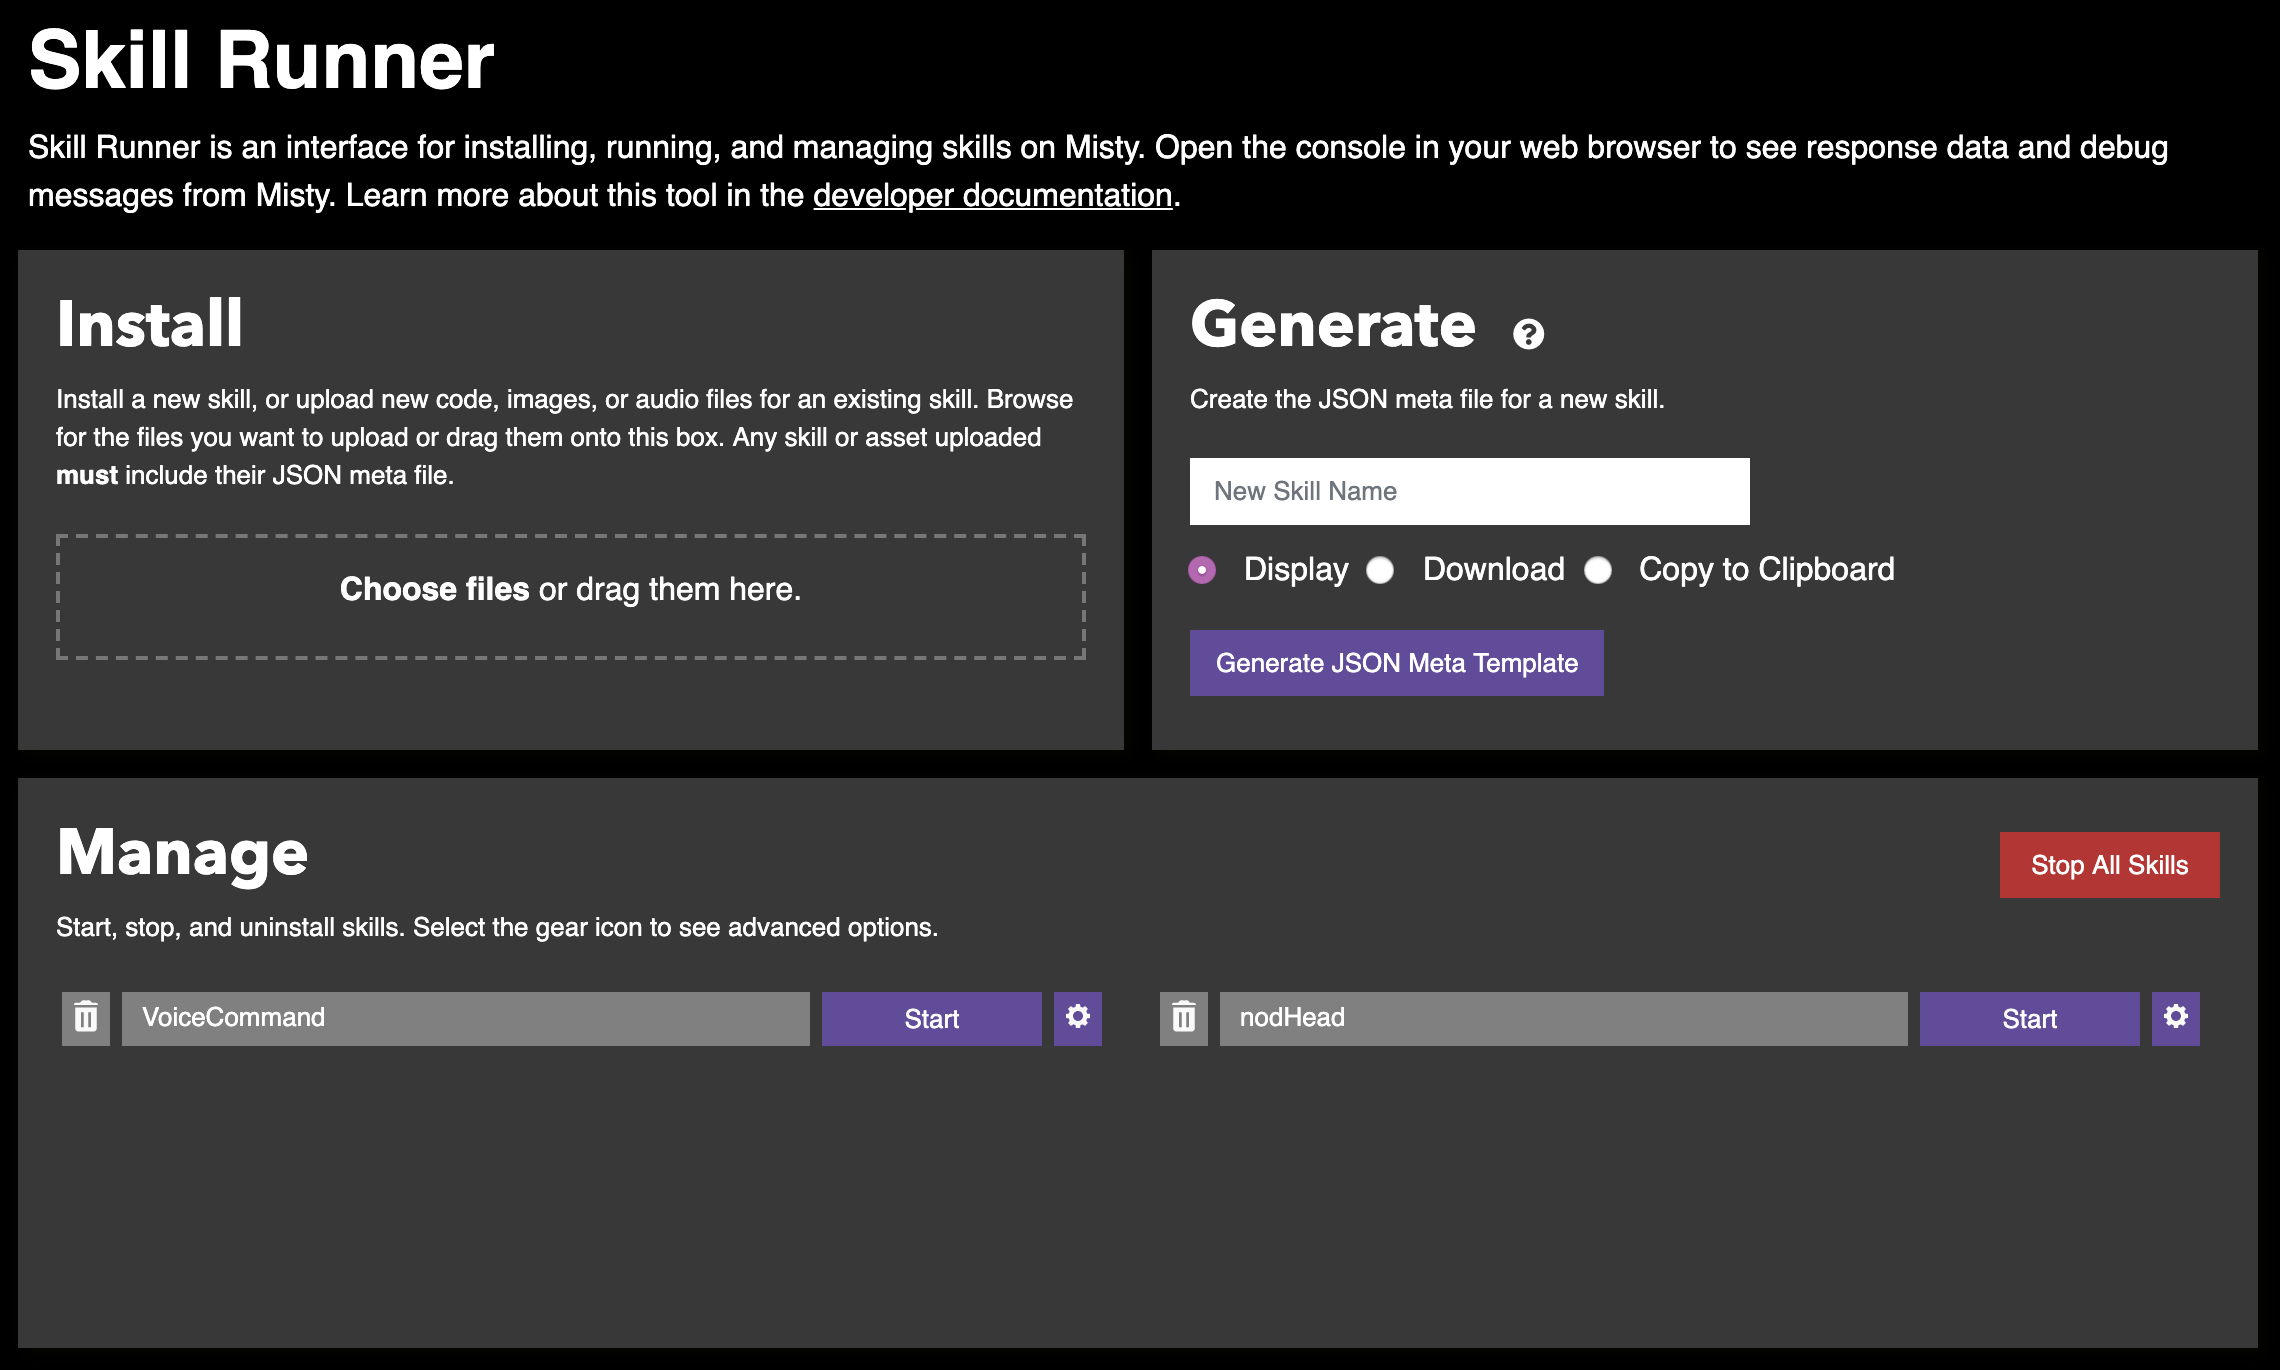 Skill Runner
Skill Runner is an interface for installing, running, and managing skills on Misty. Open the console in your web browser to see response data and debug
messages from Misty. Learn more about this tool in the developer documentation.
Install
Install a new skill, or upload new code, images, or audio files for an existing skill. Browse
for the files you want to upload or drag them onto this box. Any skill or asset uploaded
must include their JSON meta file.
Choose files or drag them here.
Generate
Create the JSON meta file for a new skill.
New Skill Name
Display Download Copy to Clipboard
Generate JSON Meta Template
Manage
Stop All Skills
Start, stop, and uninstall skills. Select the gear icon to see advanced options.
VoiceCommand Start nodHead Start